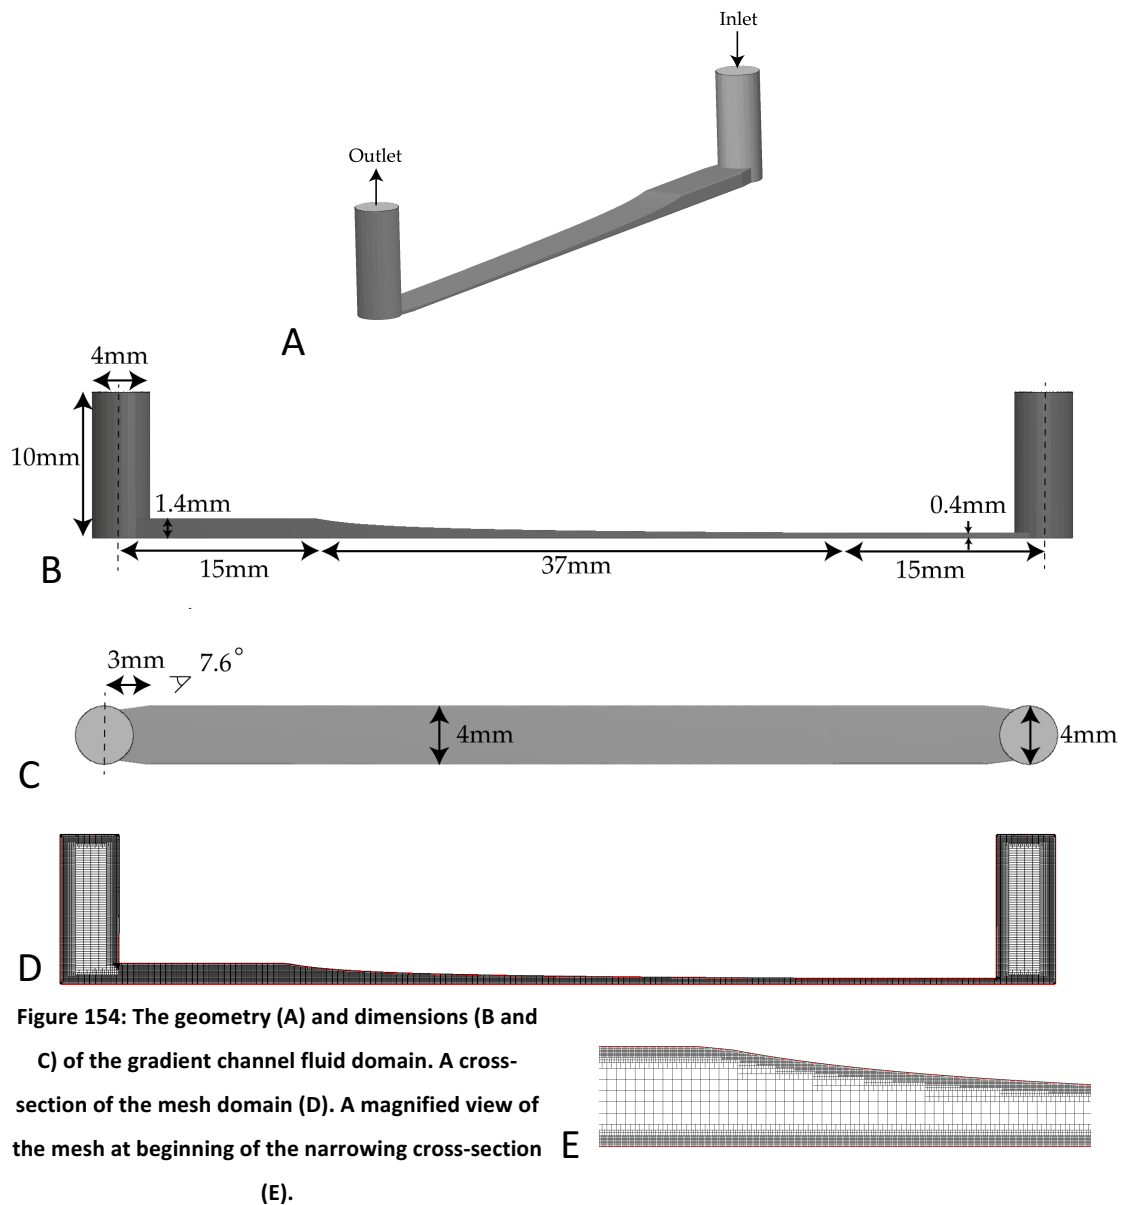 Inlet
Outlet
A
4mm
10mm
1.4mm
0.4mm
B
15mm
37mm
15mm
3mm
7.6°
4mm
4mm
C
D
Figure 154: The geometry (A) and dimensions (B and
C) of the gradient channel fluid domain. A cross-
section of the mesh domain (D). A magnified view of
the mesh at beginning of the narrowing cross-section
(E).
E